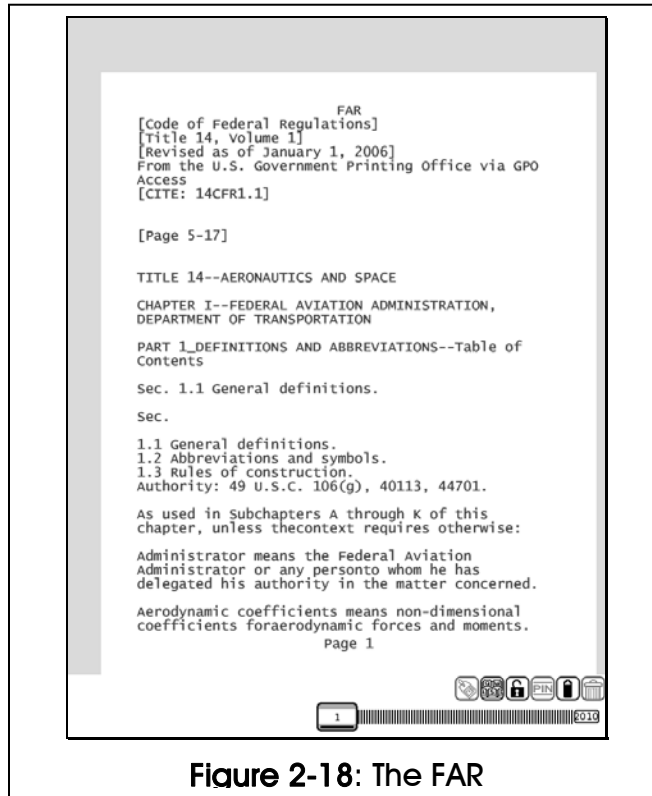 FAR
[Code of Federal Regulations]
[Title 14, Volume 1]
[Revised as of January 1, 2006]
From the U.S. Government Printing Office via GPO
Access
[CITE: 14CFR1.1]
[Page 5-17]
TITLE 14--AERONAUTICS AND SPACE
CHAPTER I--FEDERAL AVIATION ADMINISTRATION,
DEPARTMENT OF TRANSPORTATION
PART 1_DEFINITIONS AND ABBREVIATIONS--Table of
Contents
Sec. 1.1 General definitions.
Sec.
1.1 General definitions.
1.2 Abbreviations and symbols.
1.3 Rules of construction.
Authority: 49 U.S.C. 106(g), 40113, 44701.
As used in Subchapters A through K of this
chapter, unless thecontext requires otherwise:
Administrator means the Federal Aviation
Administrator or any personto whom he has
delegated his authority in the matter concerned.
Aerodynamic coefficients means non-dimensional
coefficients foraerodynamic forces and moments.
Page 1
PIN
1 2010
Figure 2-18: The FAR